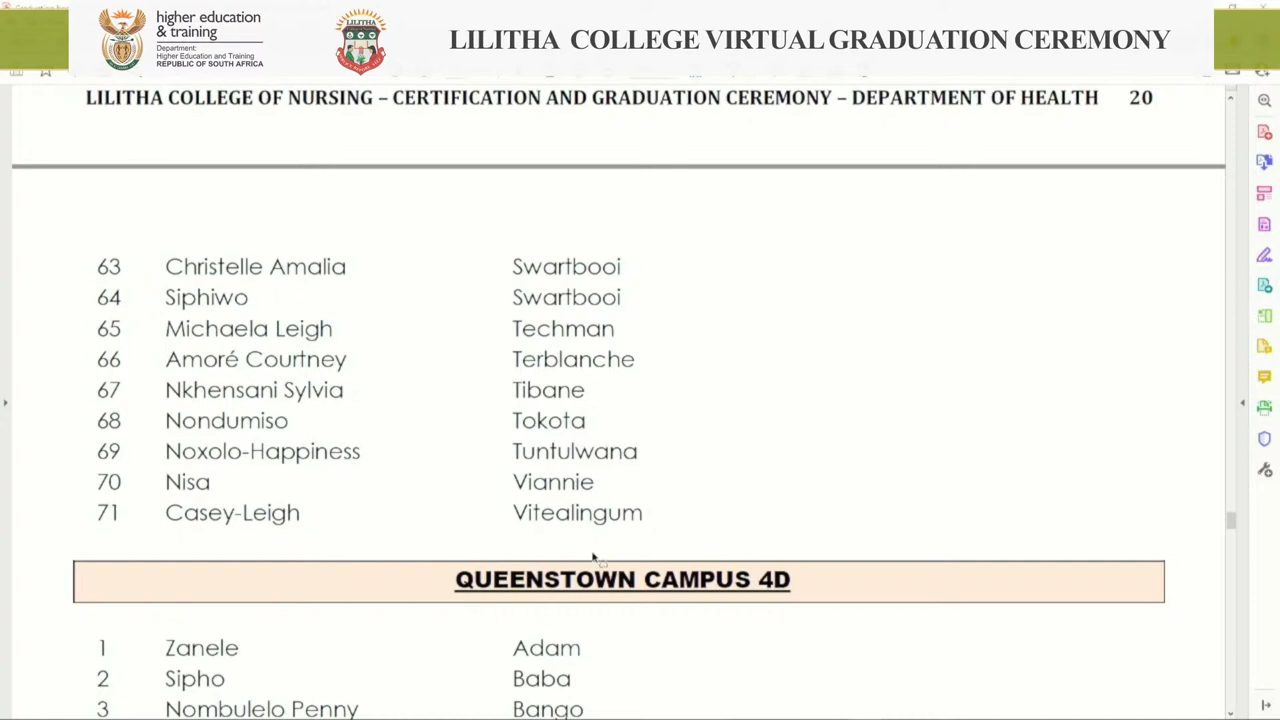 higher education
& training
Department:
Higher Education and Training
REPUBLIC OF SOUTH AFRICA
LILITHA
LILITHA COLLEGE VIRTUAL GRADUATION CEREMONY
LILITHA COLLEGE OF NURSING – CERTIFICATION AND GRADUATION CEREMONY – DEPARTMENT OF HEALTH 20
63 Christelle Amalia Swartbooi
64 Siphiwo Swartbooi
65 Michaela Leigh Techman
66 Amoré Courtney Terblanche
67 Nkhensani Sylvia Tibane
68 Nondumiso Tokota
69 Noxolo-Happiness Tuntulwana
70 Nisa Viannie
71 Casey-Leigh Vitealingum
QUEENSTOWN CAMPUS 4D
1 Zanele Adam
2 Sipho Baba
3 Nombulelo Penny Bango